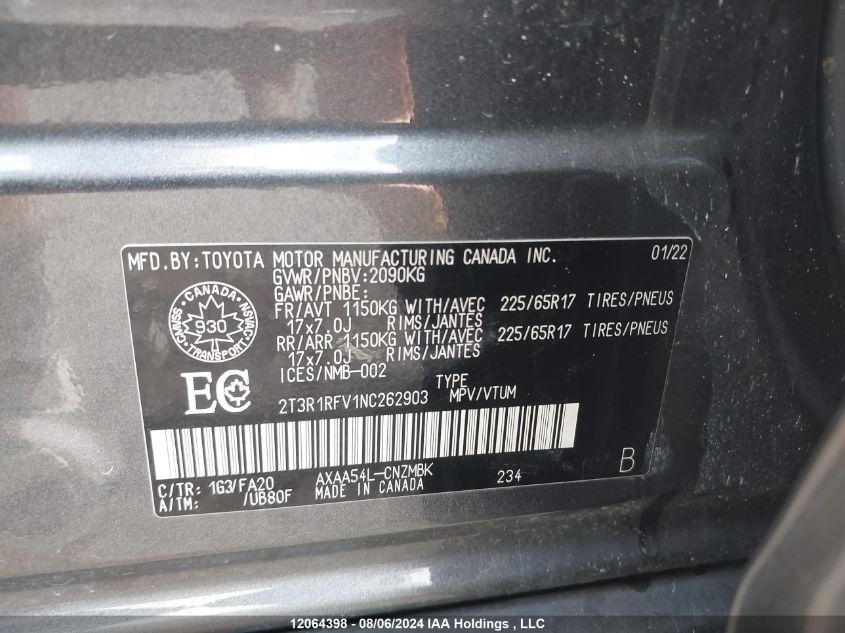 MFD.BY:TOYOTA MOTOR MANUFACTURING CANADA INC. 01/22
GVWR/PNBV:2090KG
GAWR/PNBE:
FR/AVT 1150KG WITH/AVEC 225/65R17 TIRES/PNEUS
17x7.0J RIMS/JANTES
RR/ARR 1150KG WITH/AVEC 225/65R17 TIRES/PNEUS
17x7.0J RIMS/JANTES
ICES/NMB-002
CANADA
930
TRANSPORT
NSVAC
CMVSS
EC
TYPE
2T3R1RFV1NC262903 MPV/VTUM
C/TR: 1G3/FA20 AXAA54L-CNZMBK 234 B
A/TM: /UB80F MADE IN CANADA
12064398 - 08/06/2024 IAA Holdings, LLC